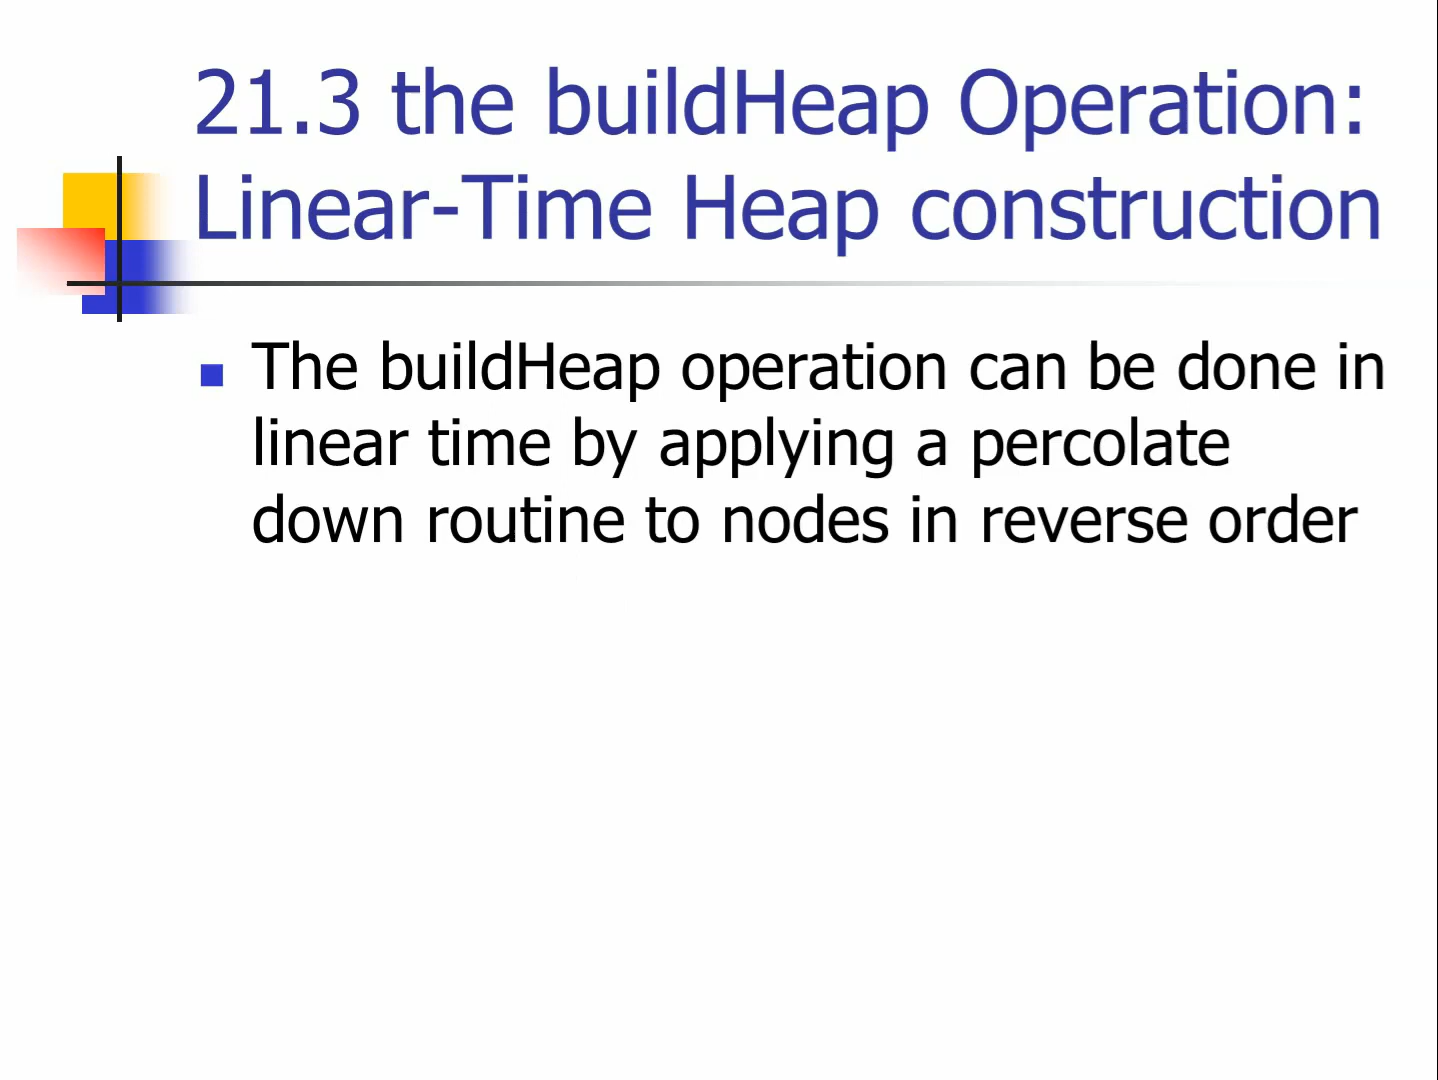 21.3 the buildHeap Operation:
Linear-Time Heap construction
The buildHeap operation can be done in
linear time by applying a percolate
down routine to nodes in reverse order